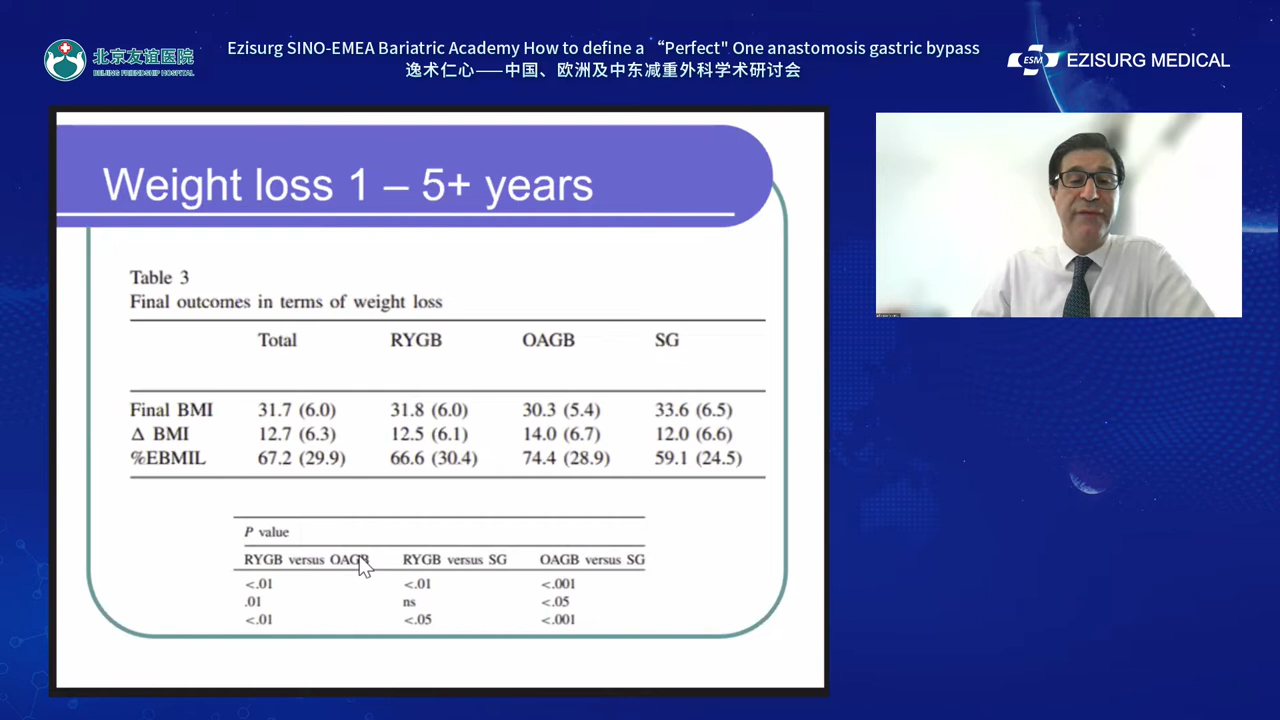 北京友谊医院
BEIJING FRIENDSHIP HOSPITAL
Ezisurg SINO-EMEA Bariatric Academy How to define a “Perfect" One anastomosis gastric bypass
逸术仁心——中国、欧洲及中东减重外科学术研讨会
ESM EZISURG MEDICAL
Weight loss 1 – 5+ years
Table 3
Final outcomes in terms of weight loss
Total RYGB OAGB SG
Final BMI 31.7 (6.0) 31.8 (6.0) 30.3 (5.4) 33.6 (6.5)
Δ BMI 12.7 (6.3) 12.5 (6.1) 14.0 (6.7) 12.0 (6.6)
%EBMIL 67.2 (29.9) 66.6 (30.4) 74.4 (28.9) 59.1 (24.5)
P value
RYGB versus OAGB RYGB versus SG OAGB versus SG
<.01 <.01 <.001
.01 ns <.05
<.01 <.05 <.001